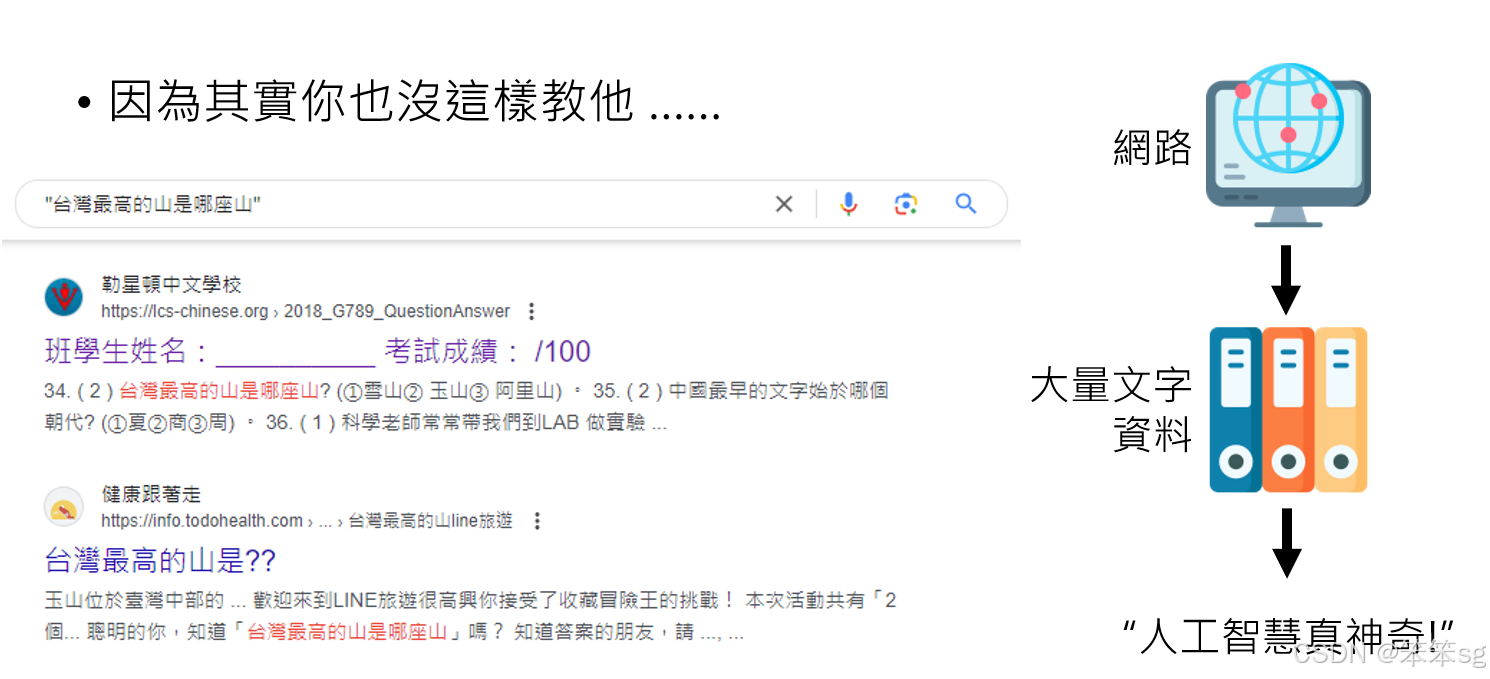 • 因為其實你也沒這樣教他 ......
"台灣最高的山是哪座山"
勒星頓中文學校
https://lcs-chinese.org › 2018_G789_QuestionAnswer
班學生姓名：__________ 考試成績： /100
34. ( 2 ) 台灣最高的山是哪座山? (①雪山② 玉山③ 阿里山) 。 35. ( 2 ) 中國最早的文字始於哪個
朝代? (①夏②商③周) 。 36. ( 1 ) 科學老師常常帶我們到LAB 做實驗 ...
健康跟著走
https://info.todohealth.com › ... › 台灣最高的山line旅遊
台灣最高的山是??
玉山位於臺灣中部的 ... 歡迎來到LINE旅遊很高興你接受了收藏冒險王的挑戰！ 本次活動共有「2
個... 聰明的你，知道「台灣最高的山是哪座山」嗎？ 知道答案的朋友，請 ..., ...
網路
大量文字
資料
“人工智慧真神奇!”
CSDN @笨笨sg